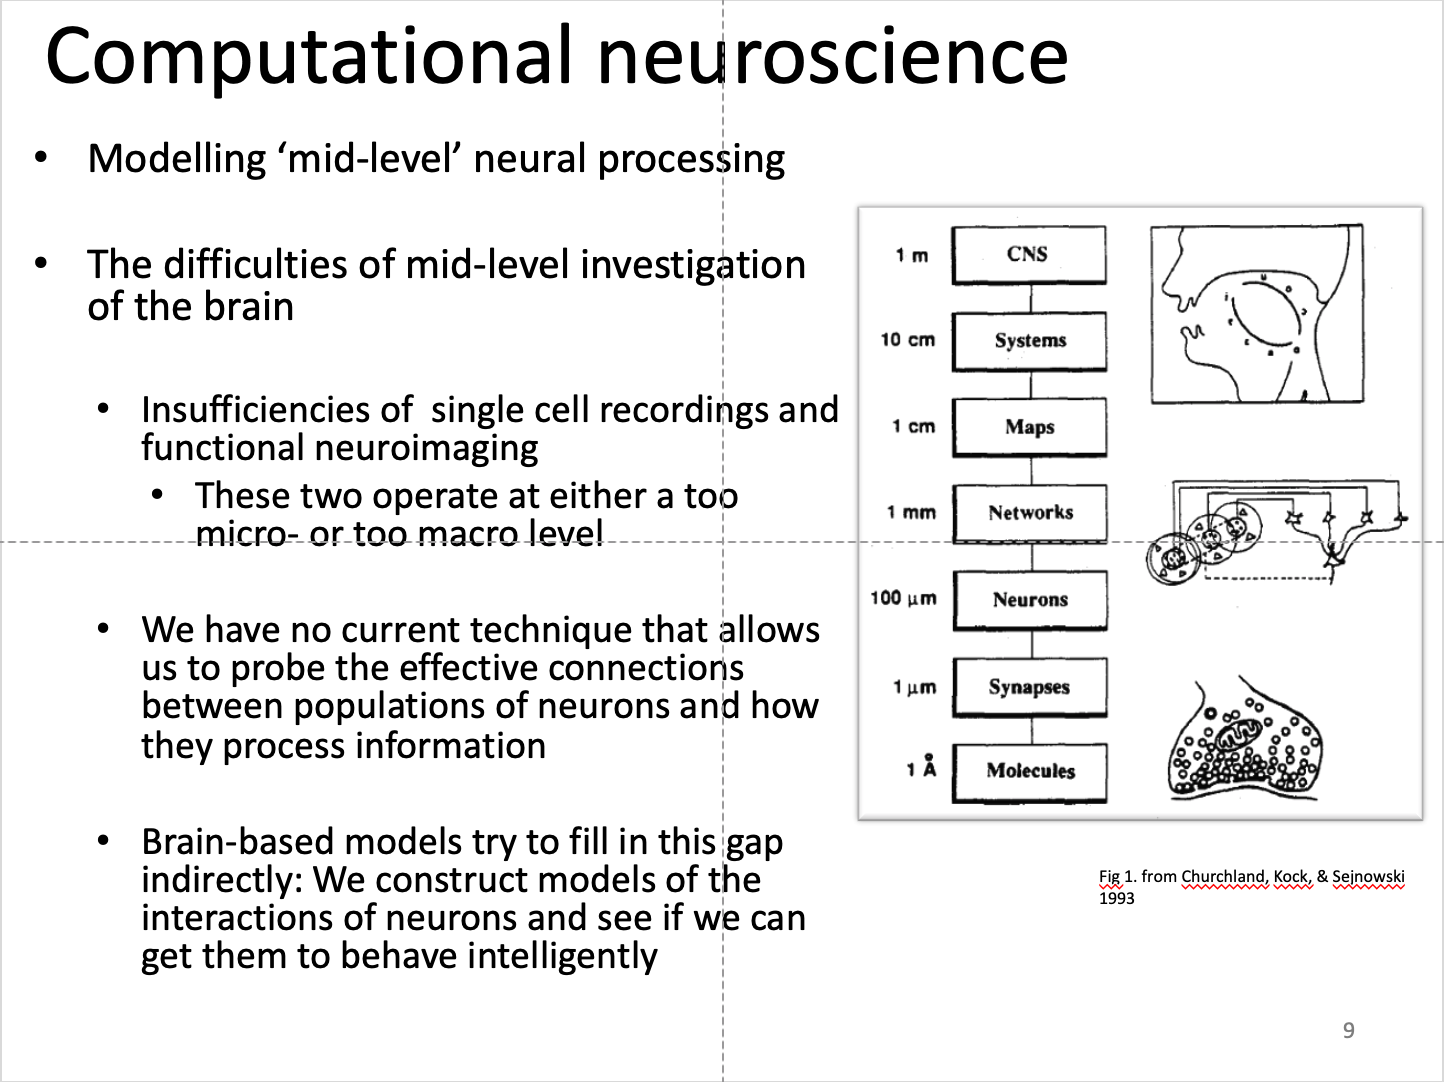 Computational neuroscience
• Modelling ‘mid-level’ neural processing
• The difficulties of mid-level investigation
of the brain
• Insufficiencies of  single cell recordings and
functional neuroimaging
• These two operate at either a too
micro- or too macro level
• We have no current technique that allows
us to probe the effective connections
between populations of neurons and how
they process information
• Brain-based models try to fill in this gap
indirectly: We construct models of the
interactions of neurons and see if we can
get them to behave intelligently
1 m CNS
10 cm Systems
1 cm Maps
1 mm Networks
100 μm Neurons
1 μm Synapses
1 Å Molecules
Fig 1. from Churchland, Kock, & Sejnowski
1993
9